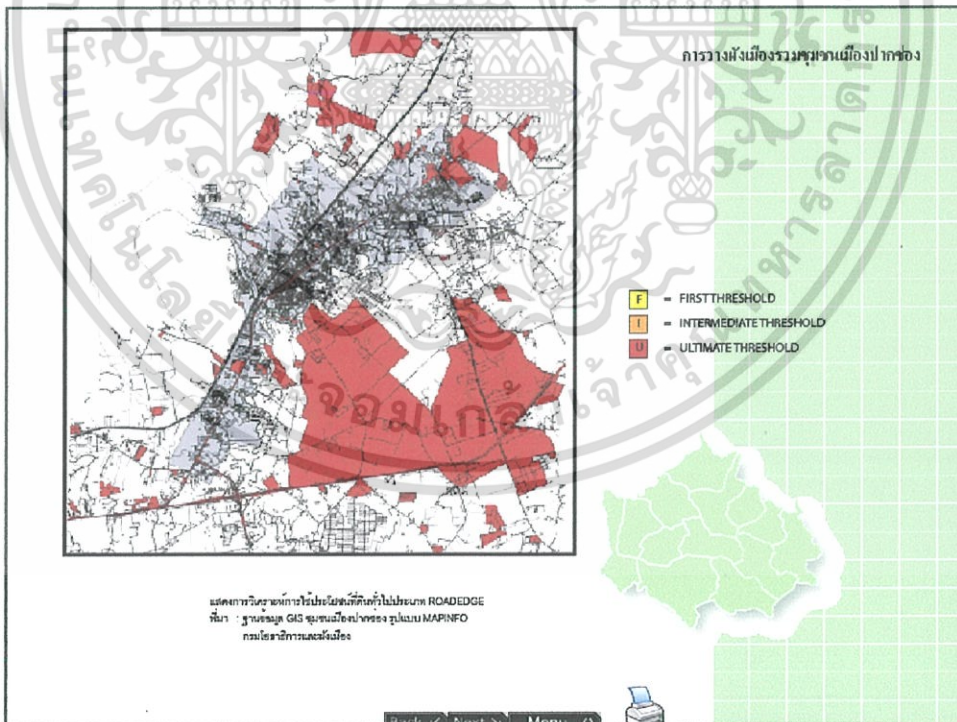 การวางผังเมืองรวมชุมชนเมืองปากช่อง
F = FIRST THRESHOLD
I = INTERMEDIATE THRESHOLD
U = ULTIMATE THRESHOLD
แสดงการวิเคราะห์การใช้ประโยชน์ที่ดินทั่วไปประเภท ROADEDGE
ที่มา : ฐานข้อมูล GIS ชุมชนเมืองปากช่อง รูปแบบ MAPINFO
กรมโยธาธิการและผังเมือง
Back < Next > Menu